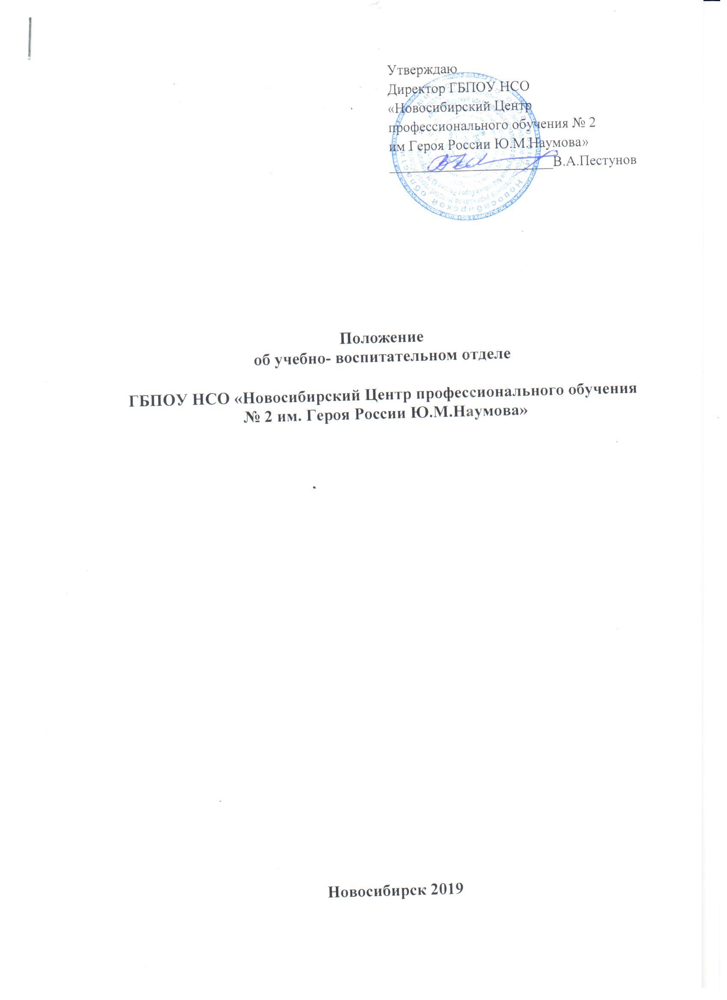 Утверждаю
Директор ГБПОУ НСО
«Новосибирский Центр
профессионального обучения № 2
им Героя России Ю.М.Наумова»
В.А.Пестунов
Положение
об учебно- воспитательном отделе
ГБПОУ НСО «Новосибирский Центр профессионального обучения
№ 2 им. Героя России Ю.М.Наумова»
Новосибирск 2019